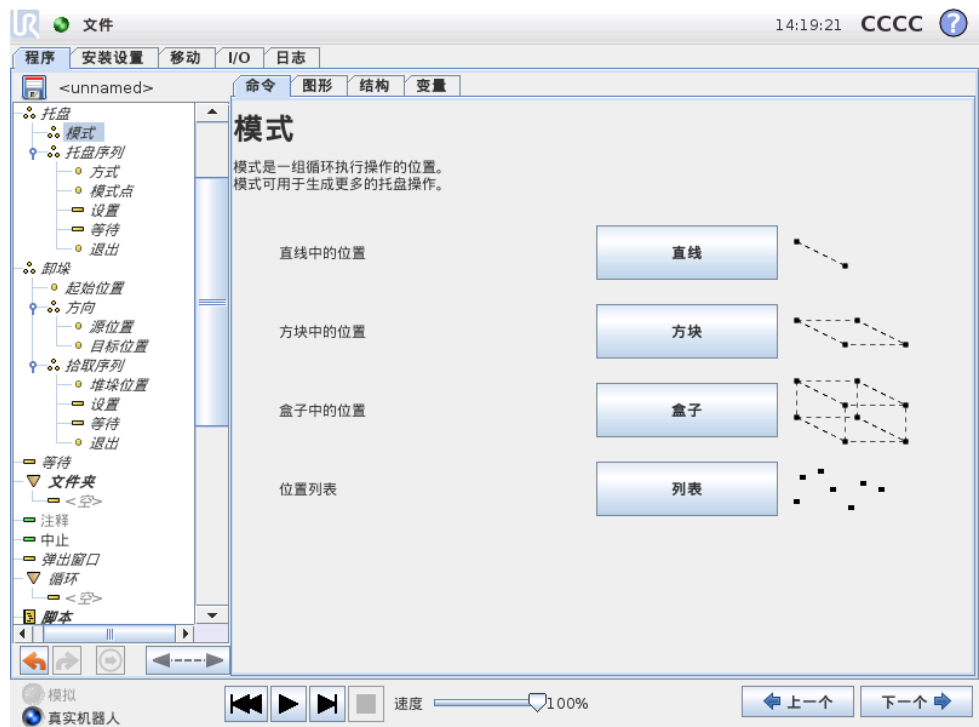 UR 文件 14:19:21 CCCC ?
程序 安装设置 移动 I/O 日志
<unnamed>
命令 图形 结构 变量
托盘
模式
托盘序列
方式
模式点
设置
等待
退出
卸垛
起始位置
方向
源位置
目标位置
拾取序列
堆垛位置
设置
等待
退出
等待
文件夹
<空>
注释
中止
弹出窗口
循环
<空>
脚本
模式
模式是一组循环执行操作的位置。
模式可用于生成更多的托盘操作。
直线中的位置 直线
方块中的位置 方块
盒子中的位置 盒子
位置列表 列表
模拟
真实机器人
速度 100%
上一个 下一个